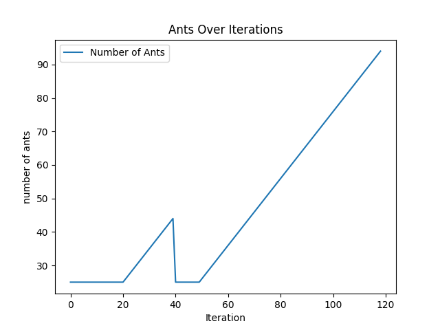 Ants Over Iterations
Number of Ants
number of ants
90
80
70
60
50
40
30
0 20 40 60 80 100 120
Iteration